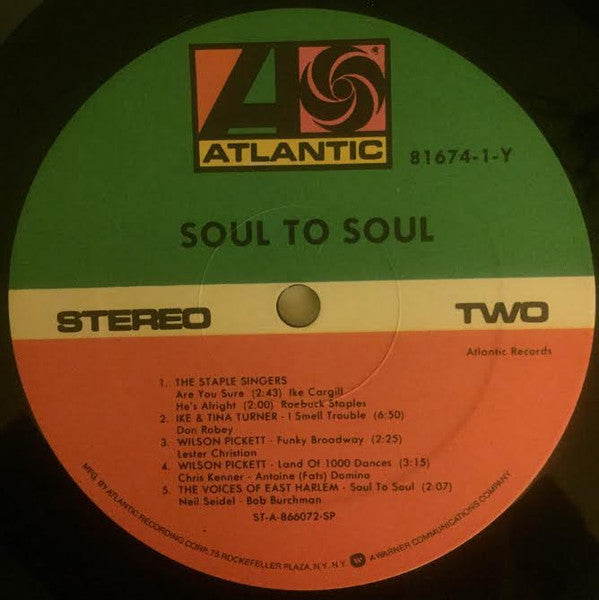 ATLANTIC
81674-1-Y
SOUL TO SOUL
STEREO
TWO
Atlantic Records
1. THE STAPLE SINGERS
Are You Sure (2:43) Ike Cargill
He's Alright (2:00) Roebuck Staples
2. IKE & TINA TURNER - I Smell Trouble (6:50)
Don Robey
3. WILSON PICKETT - Funky Broadway (2:25)
Lester Christian
4. WILSON PICKETT - Land Of 1000 Dances (3:15)
Chris Kenner - Antoine (Fats) Domino
5. THE VOICES OF EAST HARLEM - Soul To Soul (2:07)
Neil Seidel - Bob Burchman
ST-A-866072-SP
MFG. BY ATLANTIC RECORDING CORP. 75 ROCKEFELLER PLAZA, N.Y. N.Y. A WARNER COMMUNICATIONS COMPANY